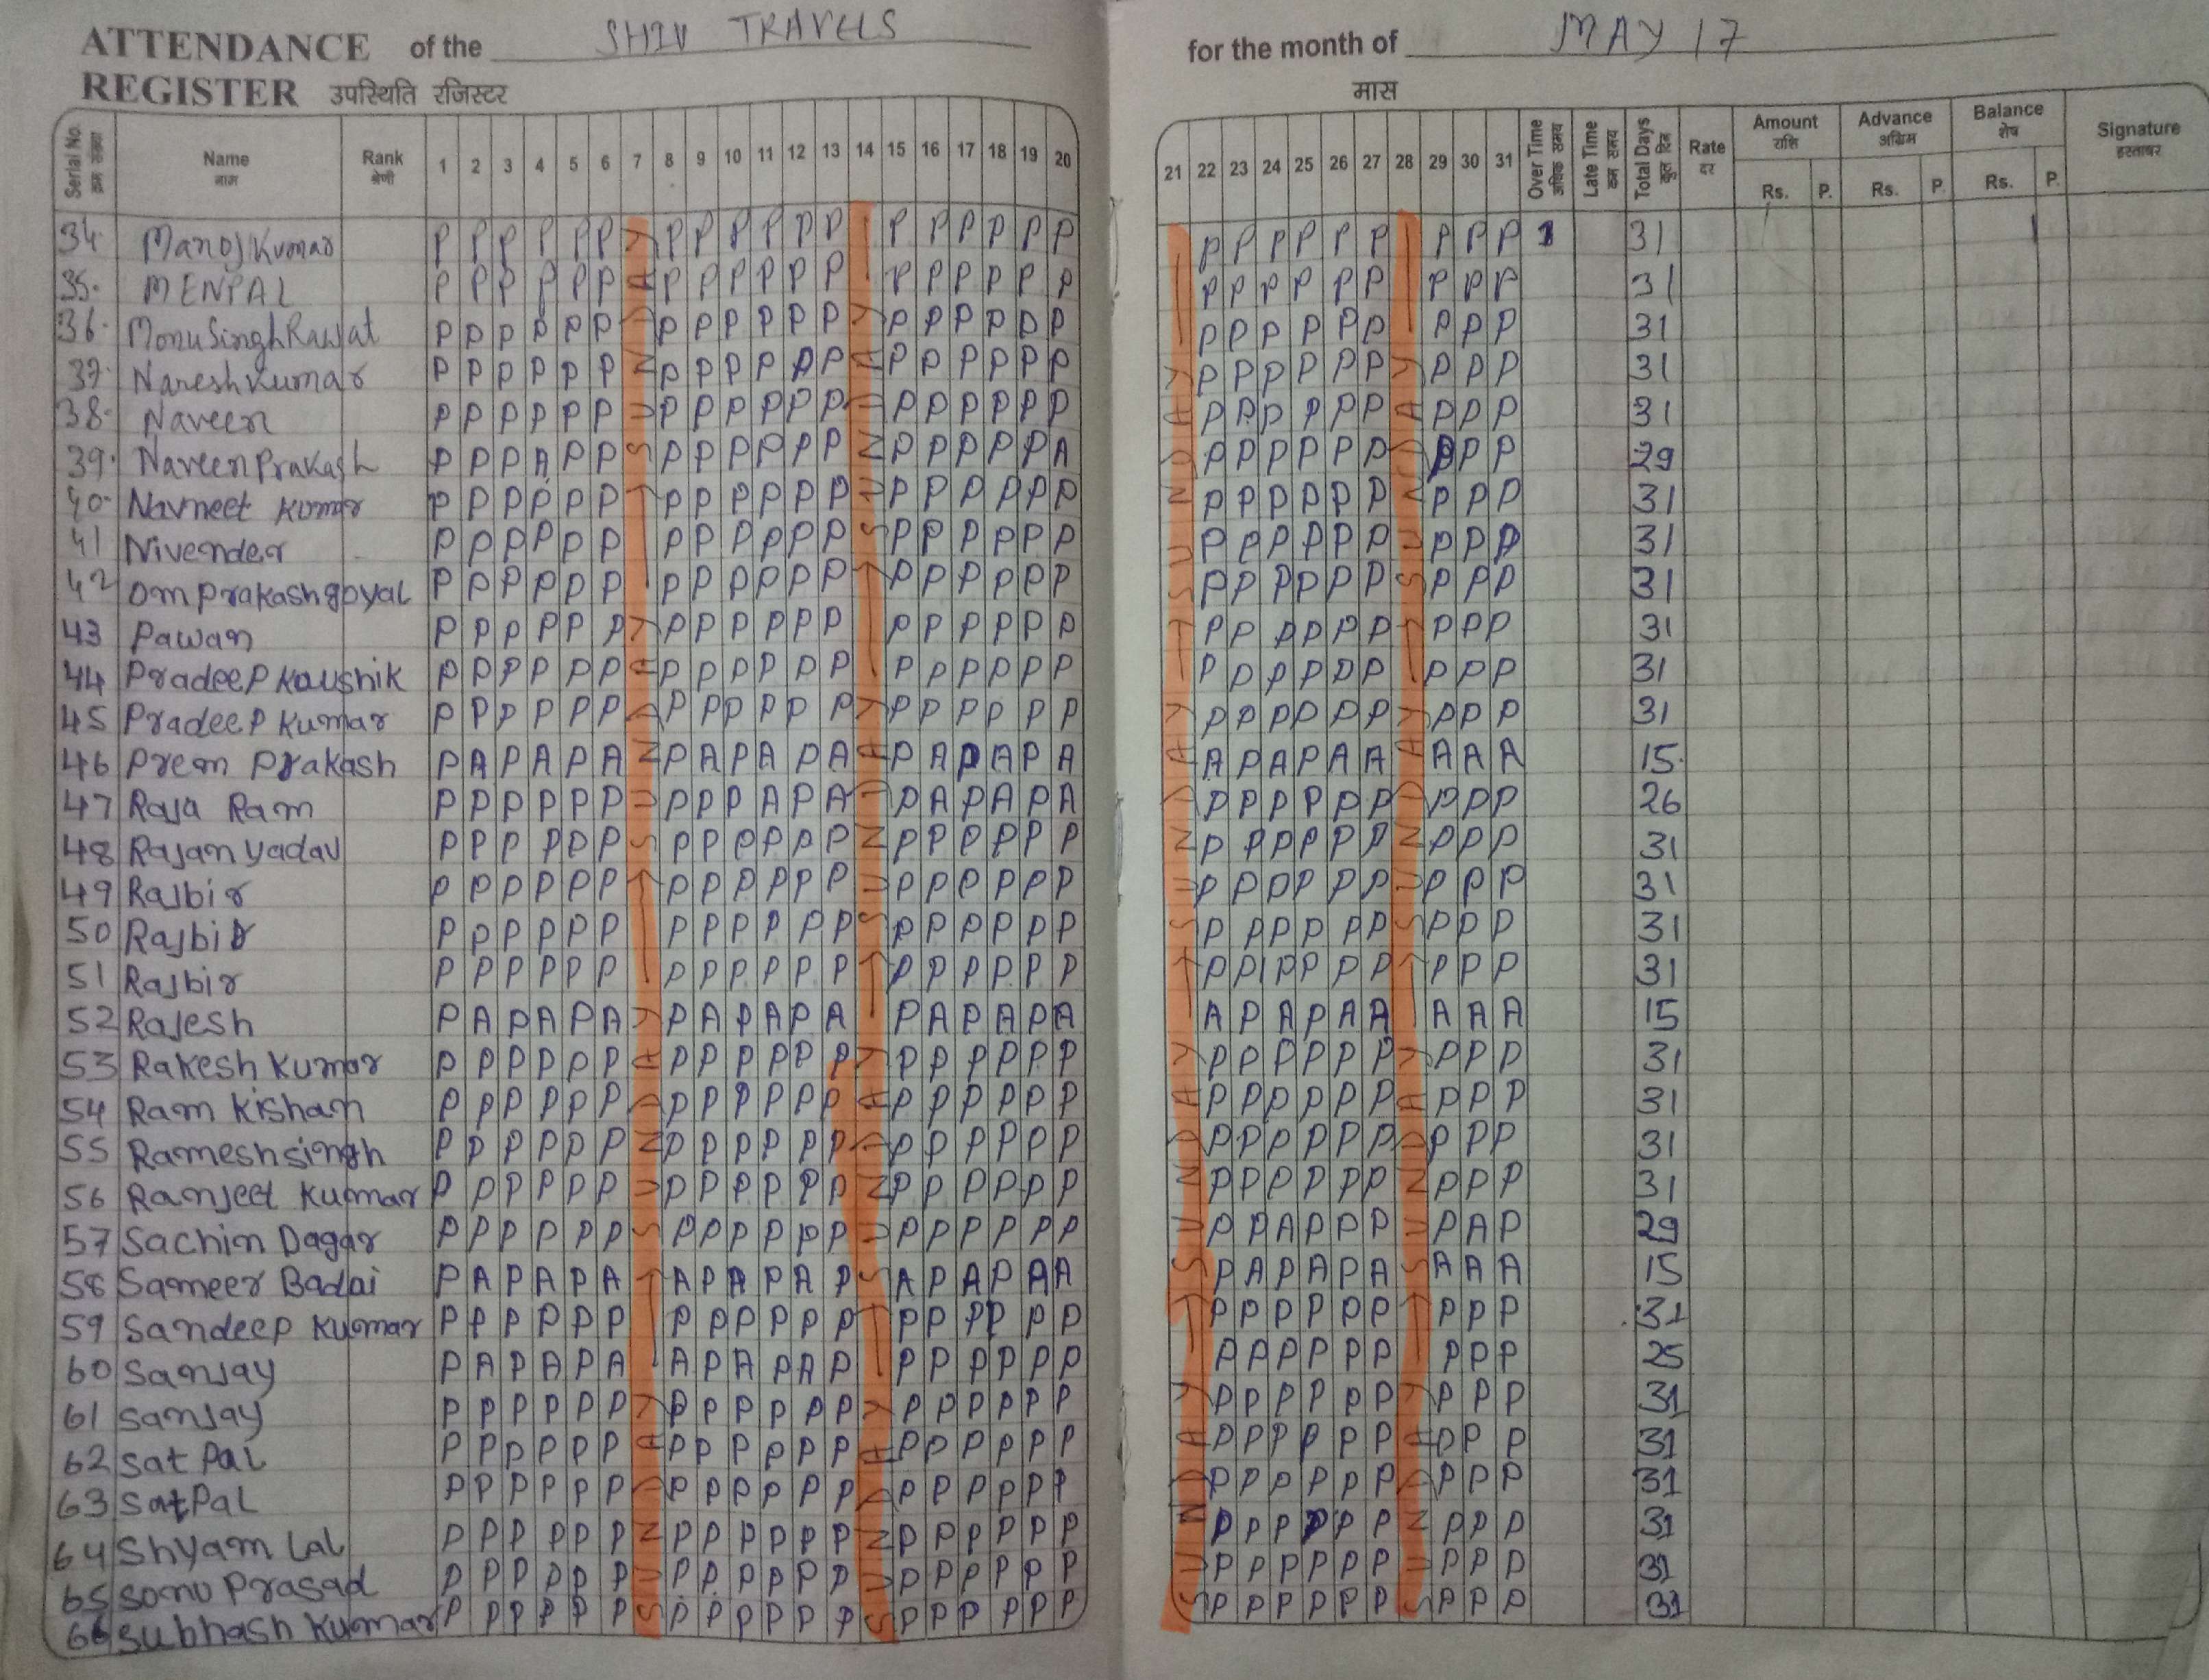 ATTENDANCE of the SHIV TRAVELS for the month of MAY 17
REGISTER उपस्थिति रजिस्टर मास
Serial No. क्रम संख्या Name नाम Rank श्रेणी 1 2 3 4 5 6 7 8 9 10 11 12 13 14 15 16 17 18 19 20 21 22 23 24 25 26 27 28 29 30 31 Over Time अधिक समय Late Time कम समय Total Days कुल दिन Rate दर Amount राशि Rs. P. Advance अग्रिम Rs. P. Balance शेष Rs. P. Signature हस्ताक्षर
34. Manoj Kumar P P P P P P P P P P P P P P P P P P P P P P P P P P P 1 31
35. MENPAL P P P P P P P P P P P P P P P P P P P P P P P P P P P 31
36. Monu Singh Rawat P P P P P P P P P P P P P P P P P P P P P P P P P P P 31
37. Naresh Kumar P P P P P P P P P P P P P P P P P P P P P P P P P P P 31
38. Naveen P P P P P P P P P P P P P P P P P P P P P P P P P P P 31
39. Naveen Prakash P P P A P P P P P P P P P P P P P A P P P P P P P P P 29
40. Navneet Kumar P P P P P P P P P P P P P P P P P P P P P P P P P P P 31
41 Nivender P P P P P P P P P P P P P P P P P P P P P P P P P P P 31
42 Om Prakash goyal P P P P P P P P P P P P P P P P P P P P P P P P P P P 31
43 Pawan P P P P P P P P P P P P P P P P P P P P P P P P P P P 31
44 Pradeep Kaushik P P P P P P P P P P P P P P P P P P P P P P P P P P P 31
45 Pradeep Kumar P P P P P P P P P P P P P P P P P P P P P P P P P P P 31
46 Prem Prakash P A P A P A P A P A P A P A P A P A A P A P A A A A A 15
47 Raja Ram P P P P P P P P P A P A P A P A P A P P P P P P P P P 26
48 Rajan Yadav P P P P P P P P P P P P P P P P P P P P P P P P P P P 31
49 Rajbir P P P P P P P P P P P P P P P P P P P P P P P P P P P 31
50 Rajbir P P P P P P P P P P P P P P P P P P P P P P P P P P P 31
51 Rajbir P P P P P P P P P P P P P P P P P P P P P P P P P P P 31
52 Rajesh P A P A P A P A P A P A P A P A P A A P A P A A A A A 15
53 Rakesh Kumar P P P P P P P P P P P P P P P P P P P P P P P P P P P 31
54 Ram Kishan P P P P P P P P P P P P P P P P P P P P P P P P P P P 31
55 Ramesh singh P P P P P P P P P P P P P P P P P P P P P P P P P P P 31
56 Ranjeet Kumar P P P P P P P P P P P P P P P P P P P P P P P P P P P 31
57 Sachin Dagar P P P P P P P P P P P P P P P P P P P P A P P P P A P 29
58 Sameer Badai P A P A P A A P A P A P A P A P A A P A P A P A A A A 15
59 Sandeep Kumar P P P P P P P P P P P P P P P P P P P P P P P P P P P 31
60 Sanjay P A P A P A A P A P A P P P P P P P P P P P P P P P P 25
61 Sanjay P P P P P P P P P P P P P P P P P P P P P P P P P P P 31
62 Sat Pal P P P P P P P P P P P P P P P P P P P P P P P P P P P 31
63 Sat Pal P P P P P P P P P P P P P P P P P P P P P P P P P P P 31
64 Shyam Lal P P P P P P P P P P P P P P P P P P P P P P P P P P P 31
65 Sonu Prasad P P P P P P P P P P P P P P P P P P P P P P P P P P P 31
66 Subhash Kumar P P P P P P P P P P P P P P P P P P P P P P P P P P P 31
SUNDAY SUNDAY
SUNDAY SUNDAY
SUNDAY SUNDAY SUNDAY
SUNDAY SUNDAY